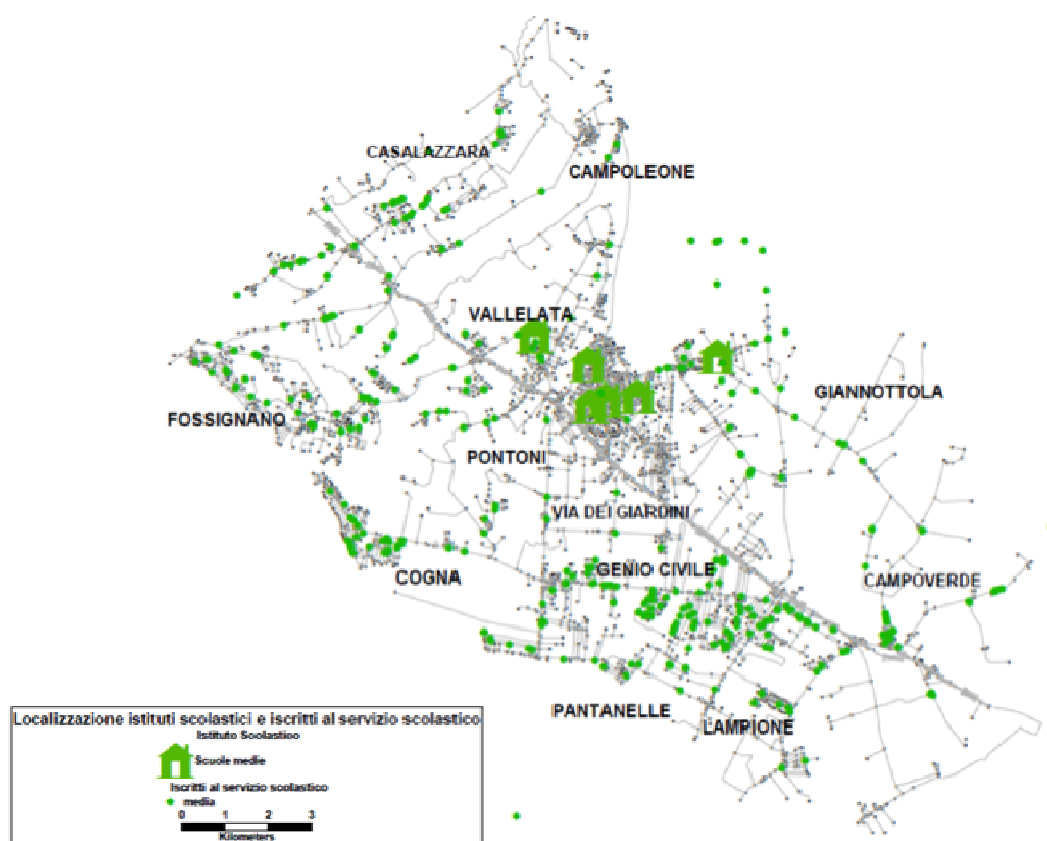 CASALAZZARA
CAMPOLEONE
VALLELATA
GIANNOTTOLA
FOSSIGNANO
PONTONI
VIA DEI GIARDINI
GENIO CIVILE
COGNA
CAMPOVERDE
PANTANELLE
LAMPIONE
Localizzazione istituti scolastici e iscritti al servizio scolastico
Istituto Scolastico
Scuole medie
Iscritti al servizio scolastico
media
0 1 2 3
Kilometers